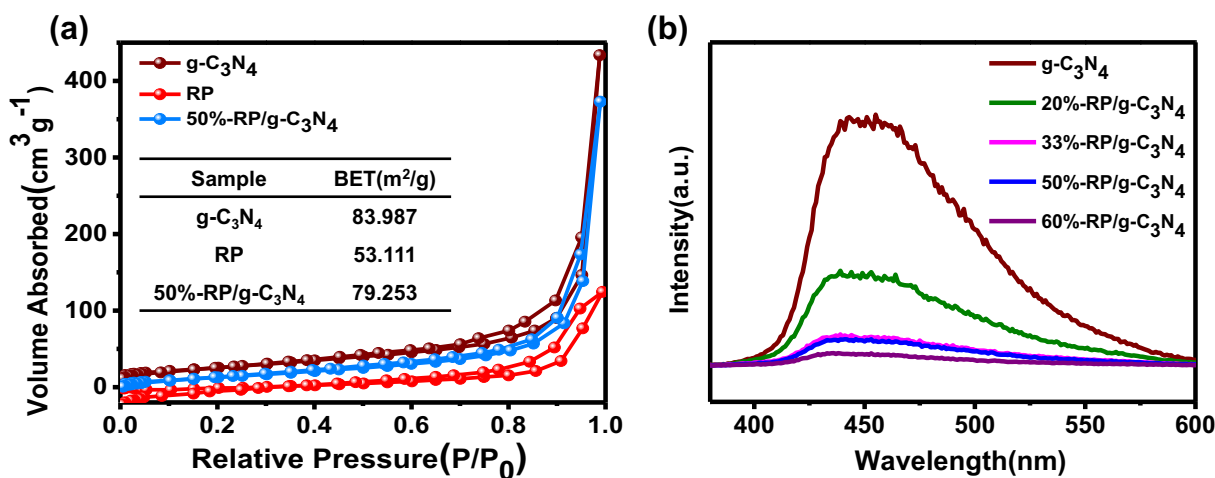 (a)
g-C3N4
RP
50%-RP/g-C3N4
Sample BET(m²/g)
g-C3N4 83.987
RP 53.111
50%-RP/g-C3N4 79.253
Volume Absorbed(cm³g⁻¹)
400
300
200
100
0
0.0 0.2 0.4 0.6 0.8 1.0
Relative Pressure(P/P0)
(b)
g-C3N4
20%-RP/g-C3N4
33%-RP/g-C3N4
50%-RP/g-C3N4
60%-RP/g-C3N4
Intensity(a.u.)
400 450 500 550 600
Wavelength(nm)